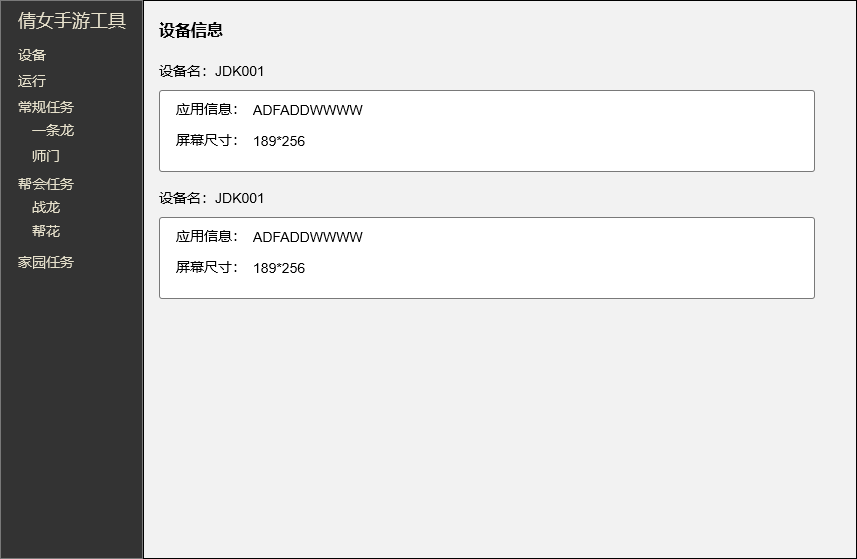 倩女手游工具
设备
运行
常规任务
一条龙
师门
帮会任务
战龙
帮花
家园任务
设备信息
设备名：JDK001
应用信息： ADFADDWWWW
屏幕尺寸： 189*256
设备名：JDK001
应用信息： ADFADDWWWW
屏幕尺寸： 189*256